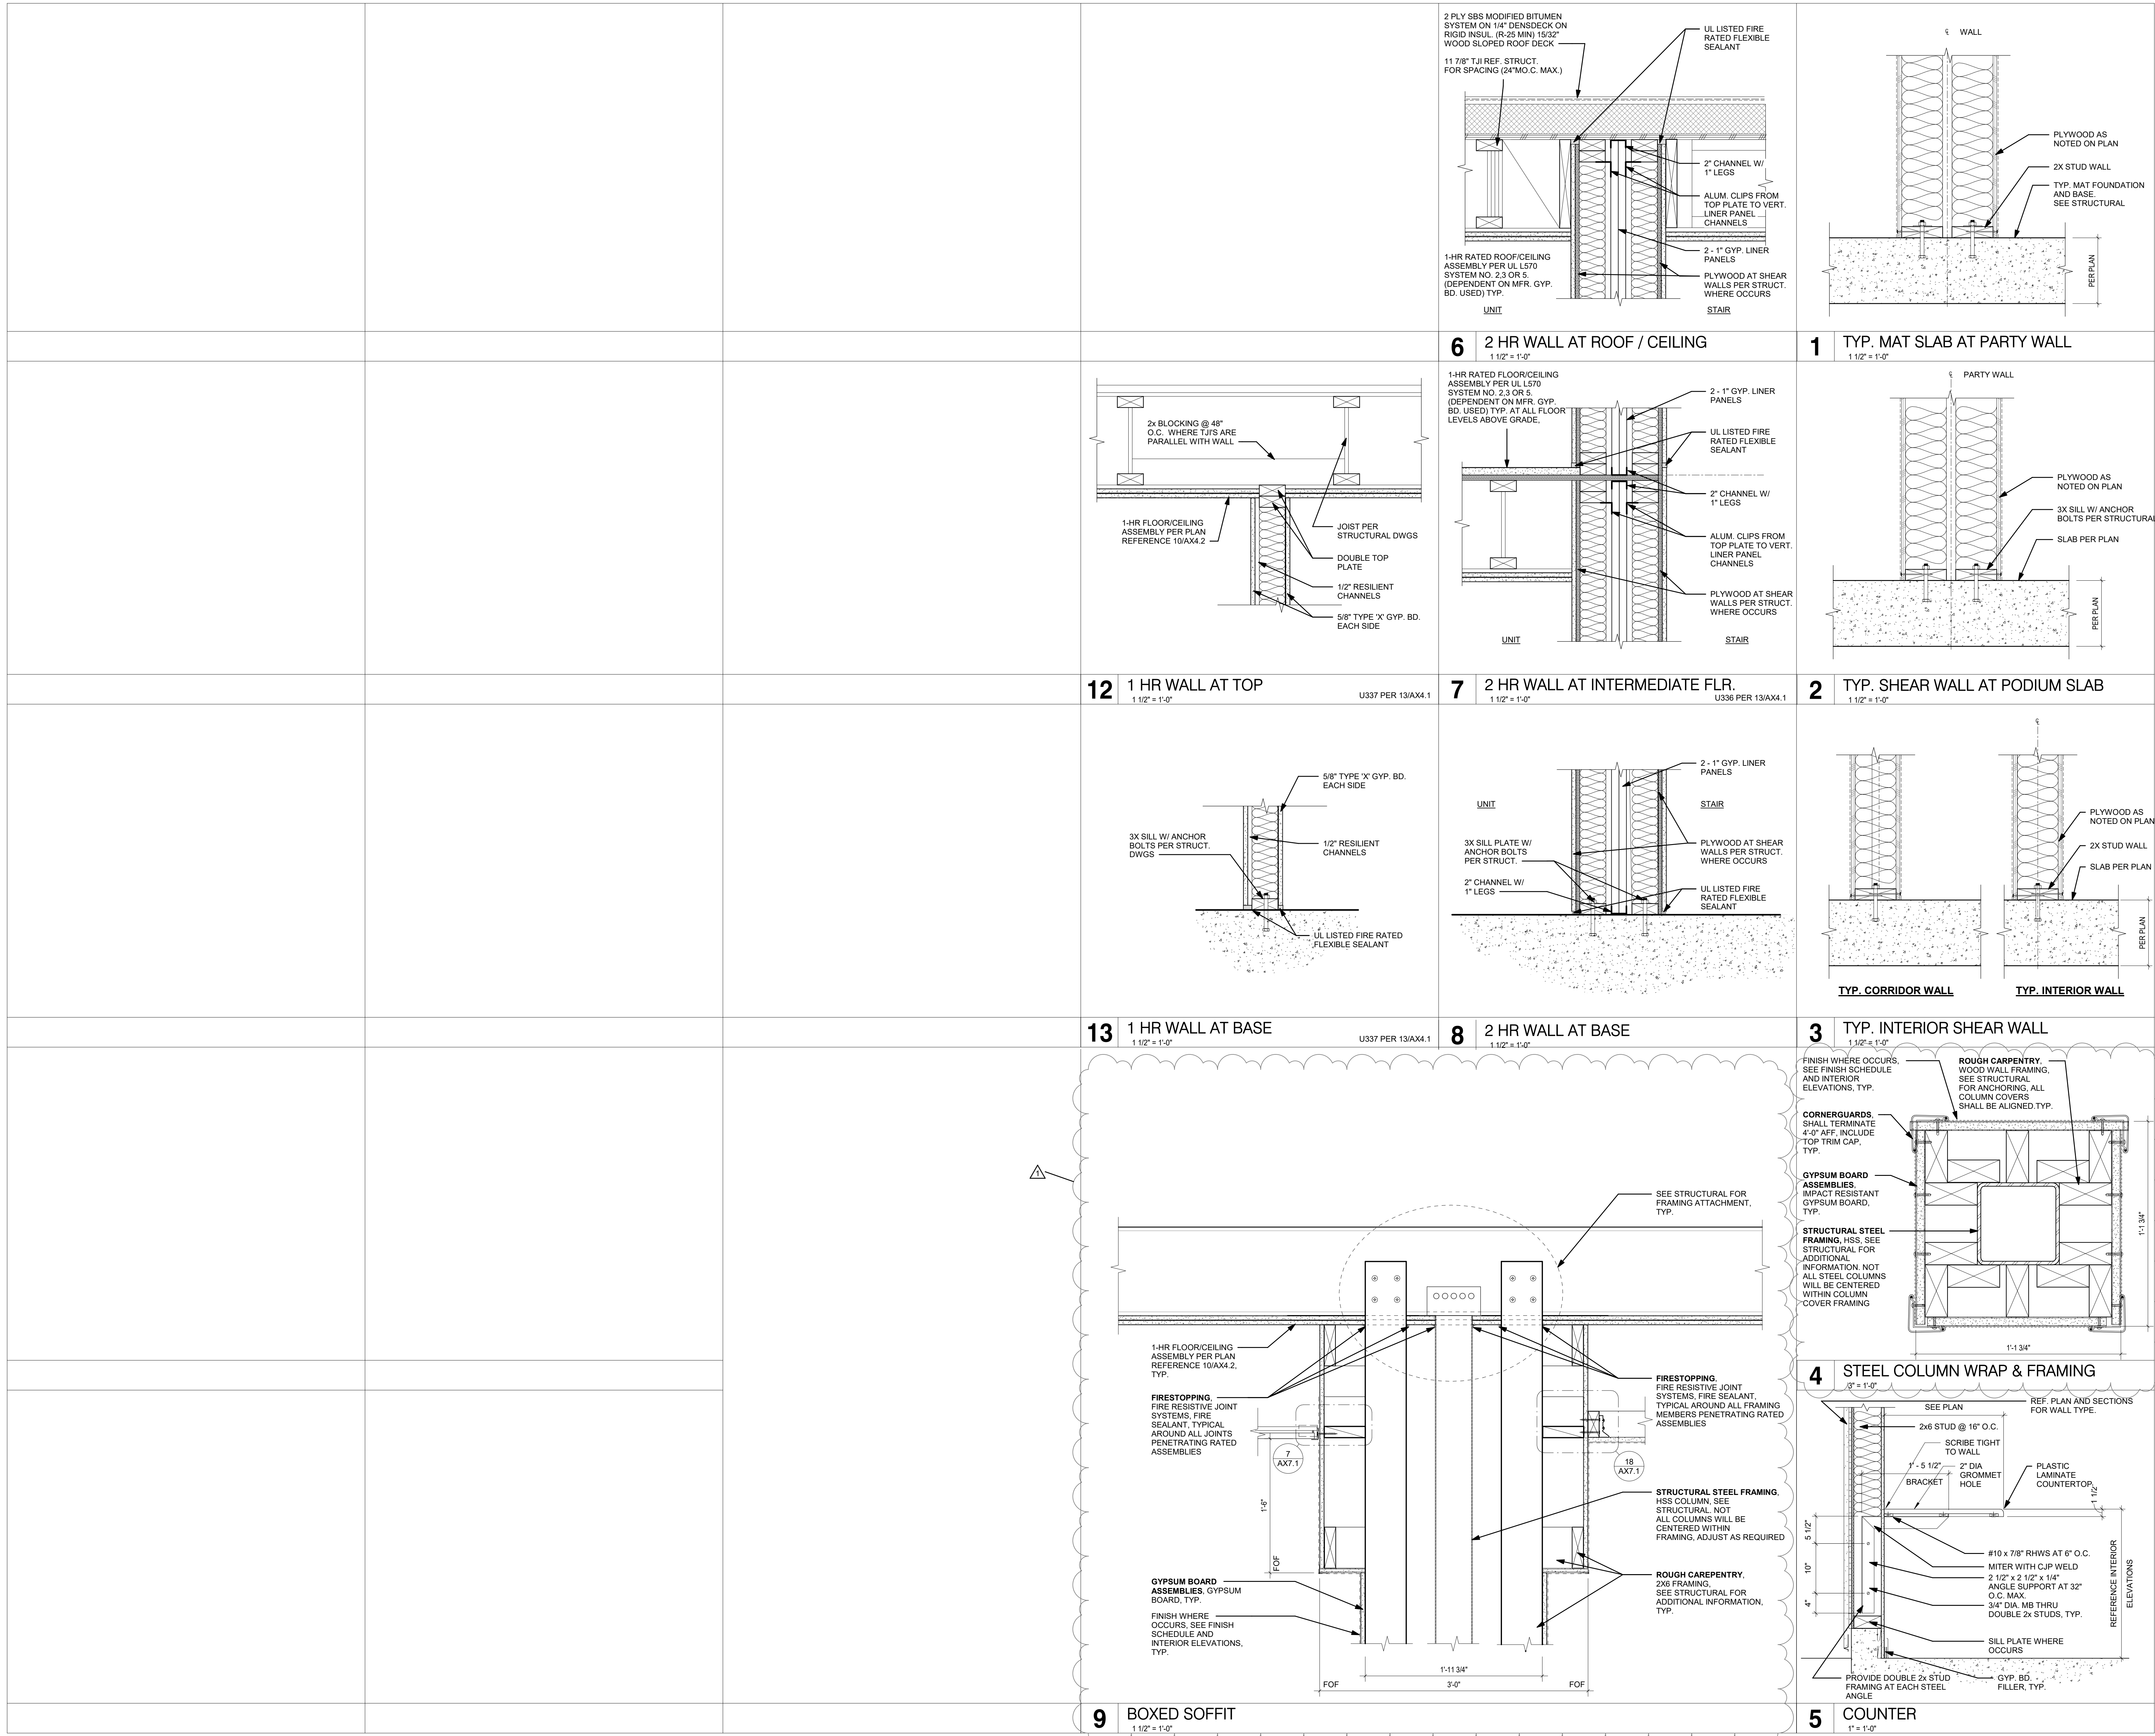 2 PLY SBS MODIFIED BITUMEN
SYSTEM ON 1/4" DENSDECK ON
RIGID INSUL. (R-25 MIN) 15/32"
WOOD SLOPED ROOF DECK
11 7/8" TJI REF. STRUCT.
FOR SPACING (24"MO.C. MAX.)
UL LISTED FIRE
RATED FLEXIBLE
SEALANT
2" CHANNEL W/
1" LEGS
ALUM. CLIPS FROM
TOP PLATE TO VERT.
LINER PANEL
CHANNELS
2 - 1" GYP. LINER
PANELS
PLYWOOD AT SHEAR
WALLS PER STRUCT.
WHERE OCCURS
1-HR RATED ROOF/CEILING
ASSEMBLY PER UL L570
SYSTEM NO. 2,3 OR 5.
(DEPENDENT ON MFR. GYP.
BD. USED) TYP.
UNIT
STAIR
6
2 HR WALL AT ROOF / CEILING
1 1/2" = 1'-0"
℄ WALL
PLYWOOD AS
NOTED ON PLAN
2X STUD WALL
TYP. MAT FOUNDATION
AND BASE.
SEE STRUCTURAL
PER PLAN
1
TYP. MAT SLAB AT PARTY WALL
1 1/2" = 1'-0"
2x BLOCKING @ 48"
O.C. WHERE TJI'S ARE
PARALLEL WITH WALL
1-HR FLOOR/CEILING
ASSEMBLY PER PLAN
REFERENCE 10/AX4.2
JOIST PER
STRUCTURAL DWGS
DOUBLE TOP
PLATE
1/2" RESILIENT
CHANNELS
5/8" TYPE 'X' GYP. BD.
EACH SIDE
12
1 HR WALL AT TOP
1 1/2" = 1'-0"
U337 PER 13/AX4.1
1-HR RATED FLOOR/CEILING
ASSEMBLY PER UL L570
SYSTEM NO. 2,3 OR 5.
(DEPENDENT ON MFR. GYP.
BD. USED) TYP. AT ALL FLOOR
LEVELS ABOVE GRADE,
2 - 1" GYP. LINER
PANELS
UL LISTED FIRE
RATED FLEXIBLE
SEALANT
2" CHANNEL W/
1" LEGS
ALUM. CLIPS FROM
TOP PLATE TO VERT.
LINER PANEL
CHANNELS
PLYWOOD AT SHEAR
WALLS PER STRUCT.
WHERE OCCURS
UNIT
STAIR
7
2 HR WALL AT INTERMEDIATE FLR.
1 1/2" = 1'-0"
U336 PER 13/AX4.1
℄ PARTY WALL
PLYWOOD AS
NOTED ON PLAN
3X SILL W/ ANCHOR
BOLTS PER STRUCTURAL
SLAB PER PLAN
PER PLAN
2
TYP. SHEAR WALL AT PODIUM SLAB
1 1/2" = 1'-0"
5/8" TYPE 'X' GYP. BD.
EACH SIDE
3X SILL W/ ANCHOR
BOLTS PER STRUCT.
DWGS
1/2" RESILIENT
CHANNELS
UL LISTED FIRE RATED
FLEXIBLE SEALANT
13
1 HR WALL AT BASE
1 1/2" = 1'-0"
U337 PER 13/AX4.1
2 - 1" GYP. LINER
PANELS
UNIT
STAIR
3X SILL PLATE W/
ANCHOR BOLTS
PER STRUCT.
2" CHANNEL W/
1" LEGS
PLYWOOD AT SHEAR
WALLS PER STRUCT.
WHERE OCCURS
UL LISTED FIRE
RATED FLEXIBLE
SEALANT
8
2 HR WALL AT BASE
1 1/2" = 1'-0"
℄
PLYWOOD AS
NOTED ON PLAN
2X STUD WALL
SLAB PER PLAN
PER PLAN
TYP. CORRIDOR WALL
TYP. INTERIOR WALL
3
TYP. INTERIOR SHEAR WALL
1 1/2" = 1'-0"
1
SEE STRUCTURAL FOR
FRAMING ATTACHMENT,
TYP.
1-HR FLOOR/CEILING
ASSEMBLY PER PLAN
REFERENCE 10/AX4.2,
TYP.
FIRESTOPPING,
FIRE RESISTIVE JOINT
SYSTEMS, FIRE
SEALANT, TYPICAL
AROUND ALL JOINTS
PENETRATING RATED
ASSEMBLIES
7
AX7.1
1'-6"
FOF
GYPSUM BOARD
ASSEMBLIES, GYPSUM
BOARD, TYP.
FINISH WHERE
OCCURS, SEE FINISH
SCHEDULE AND
INTERIOR ELEVATIONS,
TYP.
FIRESTOPPING,
FIRE RESISTIVE JOINT
SYSTEMS, FIRE SEALANT,
TYPICAL AROUND ALL FRAMING
MEMBERS PENETRATING RATED
ASSEMBLIES
18
AX7.1
STRUCTURAL STEEL FRAMING,
HSS COLUMN, SEE
STRUCTURAL. NOT
ALL COLUMNS WILL BE
CENTERED WITHIN
FRAMING, ADJUST AS REQUIRED
ROUGH CAREPENTRY,
2X6 FRAMING,
SEE STRUCTURAL FOR
ADDITIONAL INFORMATION,
TYP.
1'-11 3/4"
FOF
3'-0"
FOF
9
BOXED SOFFIT
1 1/2" = 1'-0"
FINISH WHERE OCCURS,
SEE FINISH SCHEDULE
AND INTERIOR
ELEVATIONS, TYP.
ROUGH CARPENTRY,
WOOD WALL FRAMING,
SEE STRUCTURAL
FOR ANCHORING, ALL
COLUMN COVERS
SHALL BE ALIGNED.TYP.
CORNERGUARDS,
SHALL TERMINATE
4'-0" AFF, INCLUDE
TOP TRIM CAP,
TYP.
GYPSUM BOARD
ASSEMBLIES,
IMPACT RESISTANT
GYPSUM BOARD,
TYP.
STRUCTURAL STEEL
FRAMING, HSS, SEE
STRUCTURAL FOR
ADDITIONAL
INFORMATION. NOT
ALL STEEL COLUMNS
WILL BE CENTERED
WITHIN COLUMN
COVER FRAMING
1'-1 3/4"
1'-1 3/4"
4
STEEL COLUMN WRAP & FRAMING
3" = 1'-0"
SEE PLAN
REF. PLAN AND SECTIONS
FOR WALL TYPE.
2x6 STUD @ 16" O.C.
SCRIBE TIGHT
TO WALL
1' - 5 1/2"
BRACKET
2" DIA
GROMMET
HOLE
PLASTIC
LAMINATE
COUNTERTOP
1 1/2"
5 1/2"
10"
4"
#10 x 7/8" RHWS AT 6" O.C.
MITER WITH CJP WELD
2 1/2" x 2 1/2" x 1/4"
ANGLE SUPPORT AT 32"
O.C. MAX.
3/4" DIA. MB THRU
DOUBLE 2x STUDS, TYP.
SILL PLATE WHERE
OCCURS
REFERENCE INTERIOR
ELEVATIONS
PROVIDE DOUBLE 2x STUD
FRAMING AT EACH STEEL
ANGLE
GYP. BD.
FILLER, TYP.
5
COUNTER
1" = 1'-0"